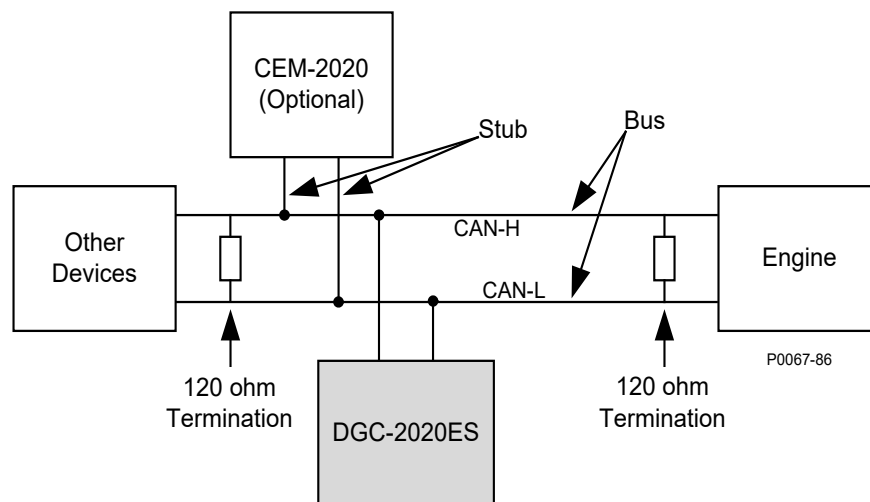 CEM-2020
(Optional)
Stub
Bus
Other
Devices
CAN-H
CAN-L
Engine
P0067-86
120 ohm
Termination
120 ohm
Termination
DGC-2020ES